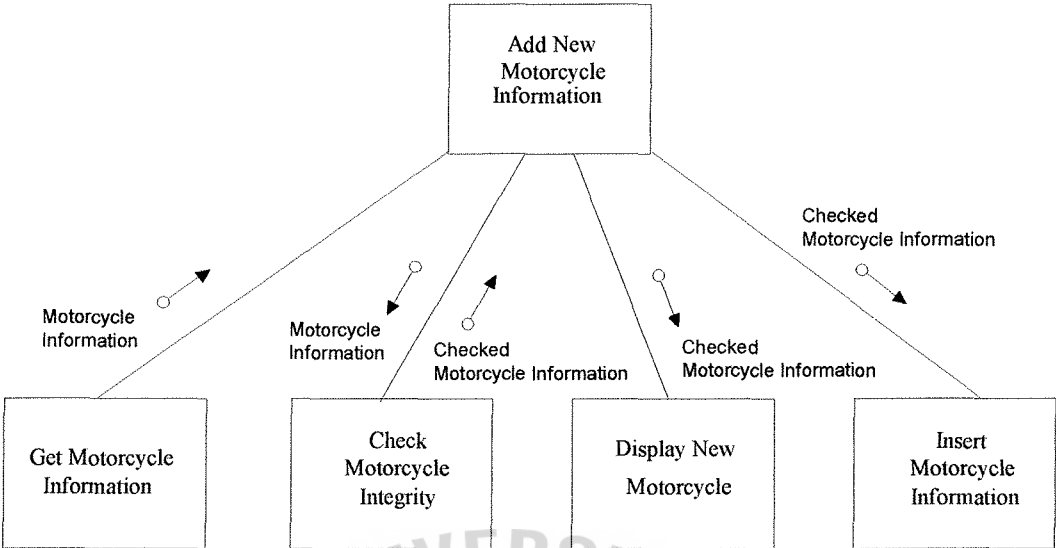 Add New
Motorcycle
Information
Checked
Motorcycle Information
Motorcycle
Information
Motorcycle
Information
Checked
Motorcycle Information
Checked
Motorcycle Information
Get Motorcycle
Information
Check
Motorcycle
Integrity
Display New
Motorcycle
Insert
Motorcycle
Information